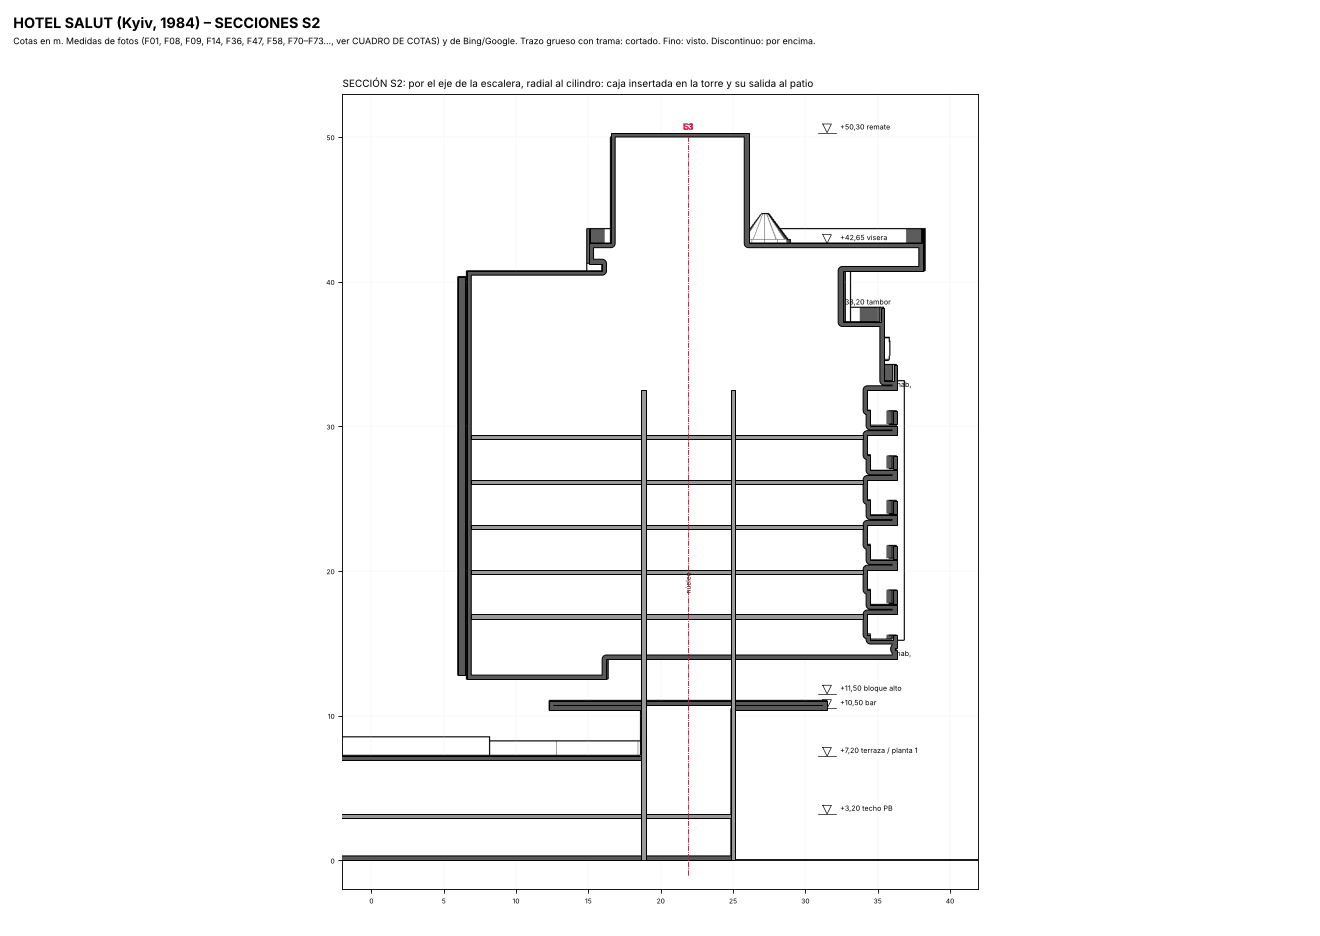 HOTEL SALUT (Kyiv, 1984) – SECCIONES S2
Cotas en m. Medidas de fotos (F01, F08, F09, F14, F36, F47, F58, F70–F73..., ver CUADRO DE COTAS) y de Bing/Google. Trazo grueso con trama: cortado. Fino: visto. Discontinuo: por encima.
SECCIÓN S2: por el eje de la escalera, radial al cilindro: caja insertada en la torre y su salida al patio
+50,30 remate
50
+42,65 visera
40
38,20 tambor
hab,
30
20
núcleo
hab,
+11,50 bloque alto
+10,50 bar
10
+7,20 terraza / planta 1
+3,20 techo PB
0
0 5 10 15 20 25 30 35 40